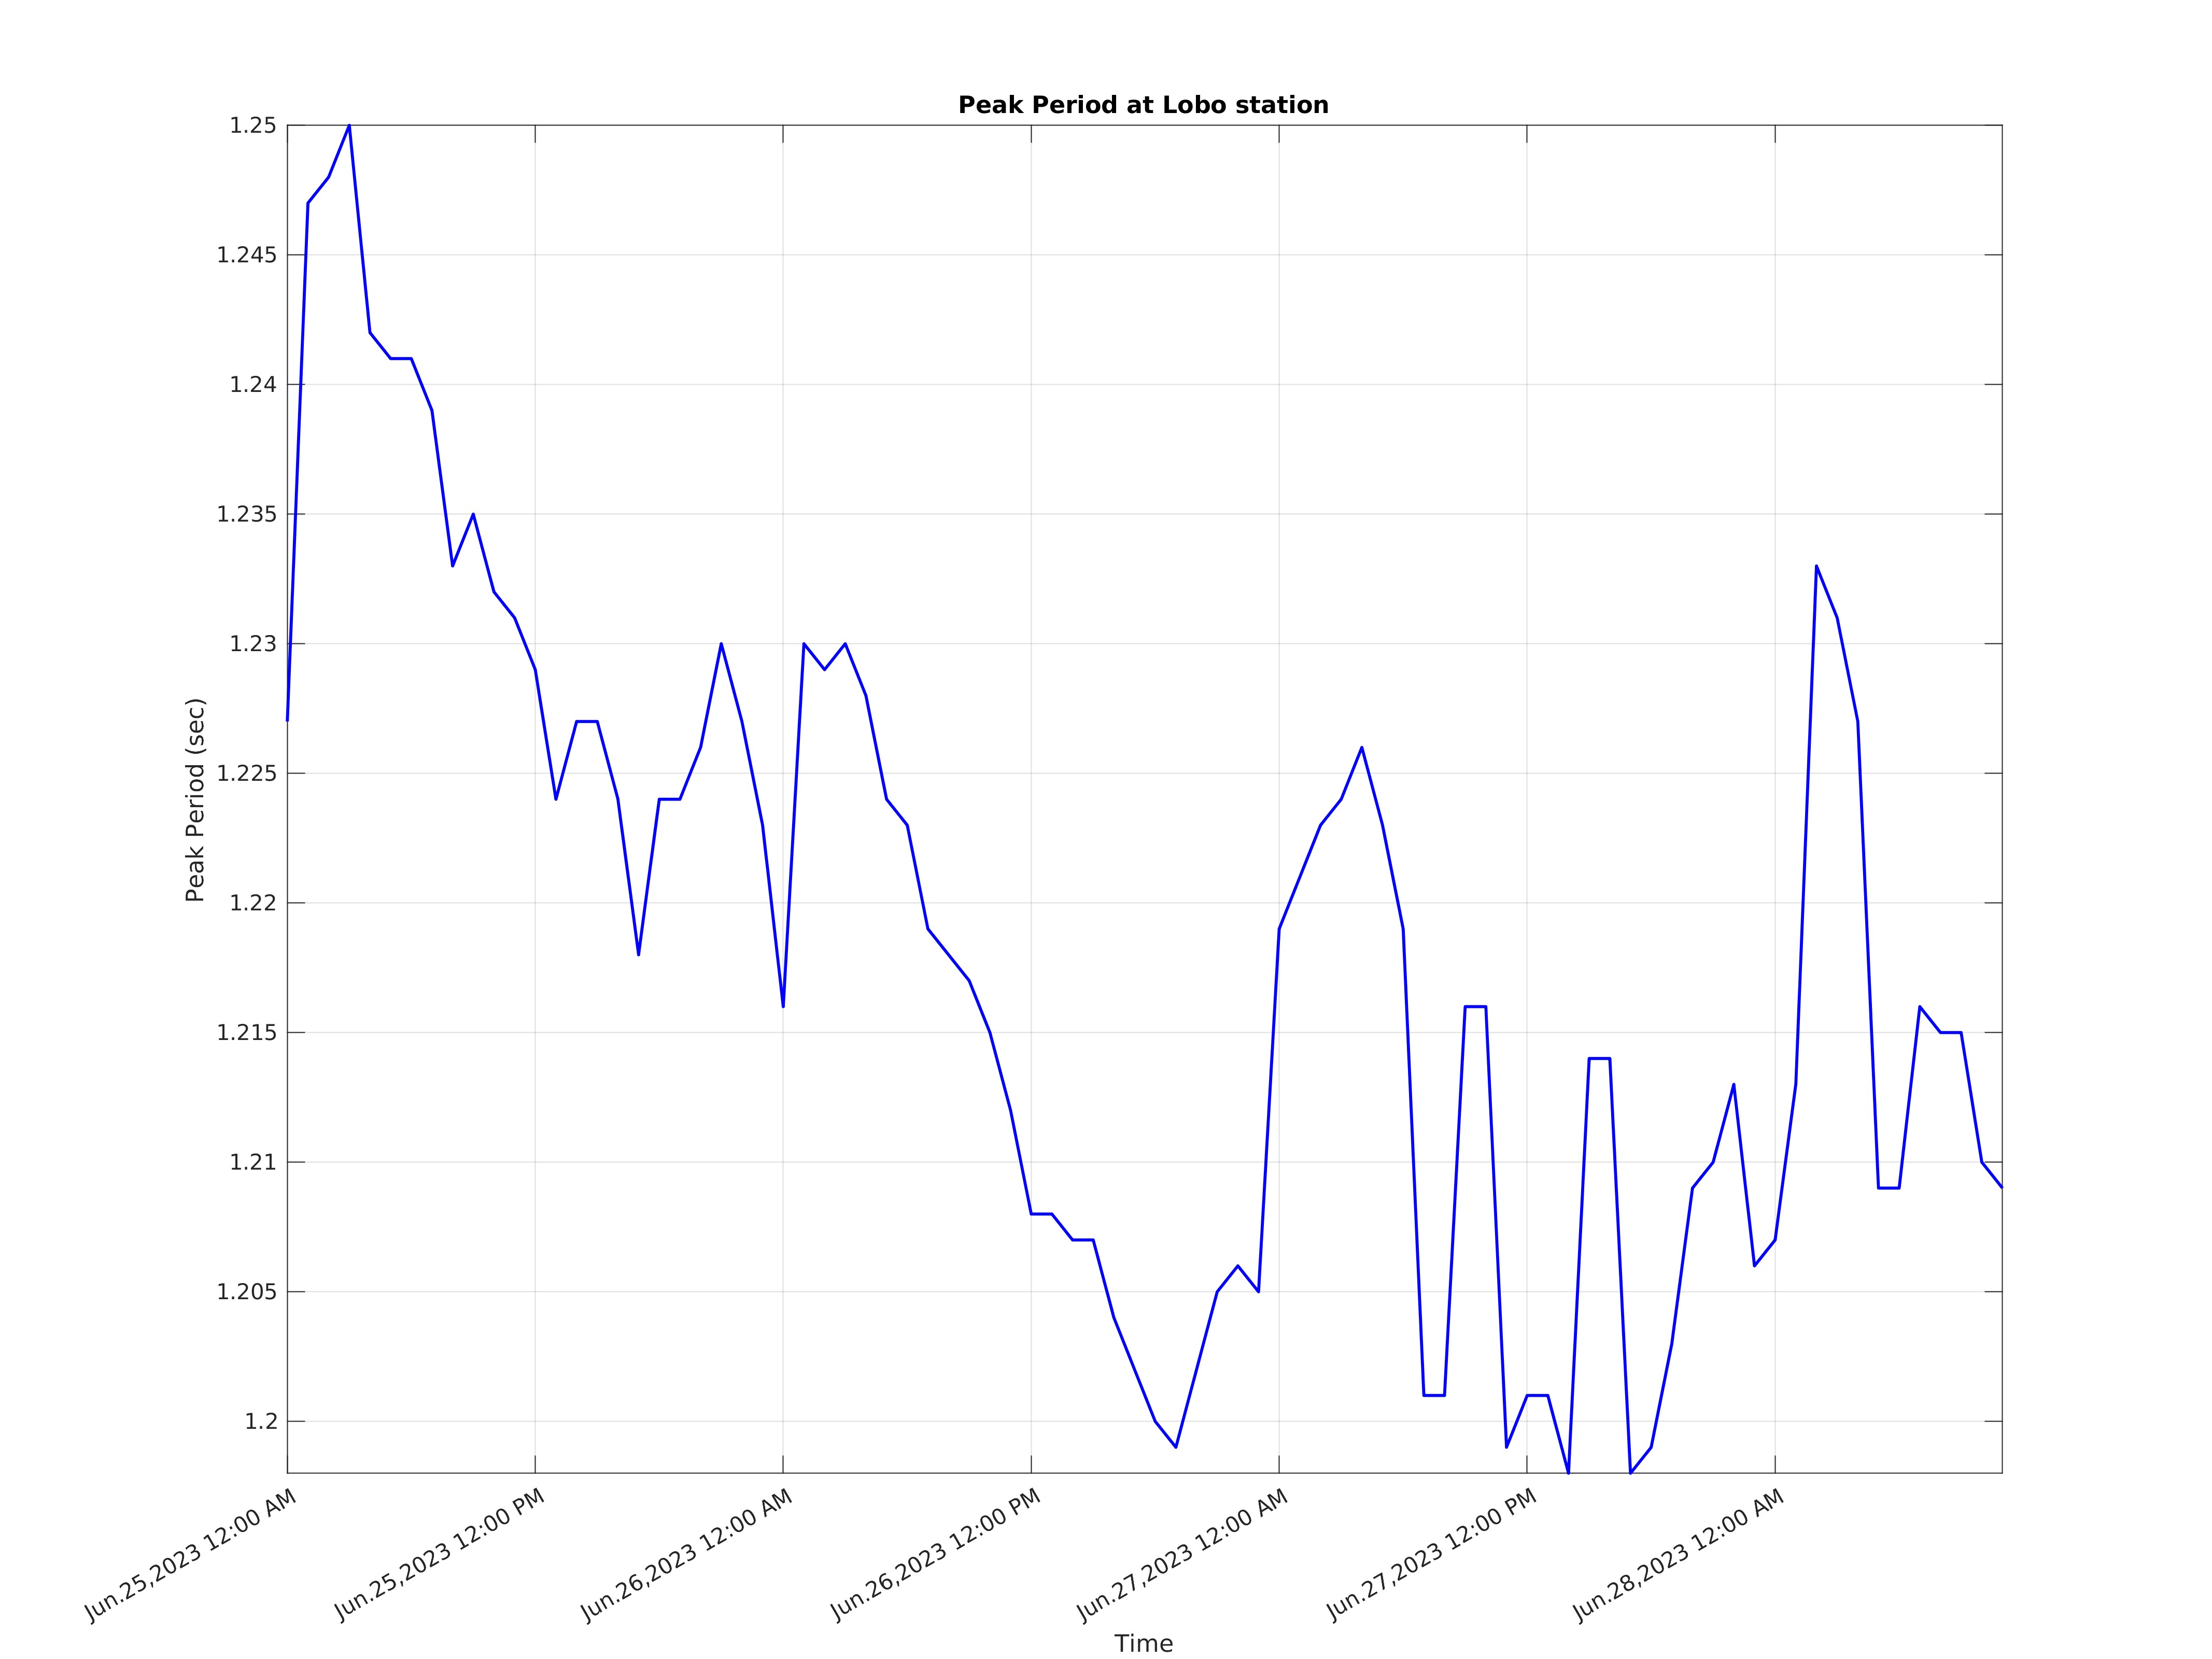 Peak Period at Lobo station
1.25
1.245
1.24
1.235
1.23
1.225
1.22
1.215
1.21
1.205
1.2
Peak Period (sec)
Jun.25,2023 12:00 AM
Jun.25,2023 12:00 PM
Jun.26,2023 12:00 AM
Jun.26,2023 12:00 PM
Jun.27,2023 12:00 AM
Jun.27,2023 12:00 PM
Jun.28,2023 12:00 AM
Time